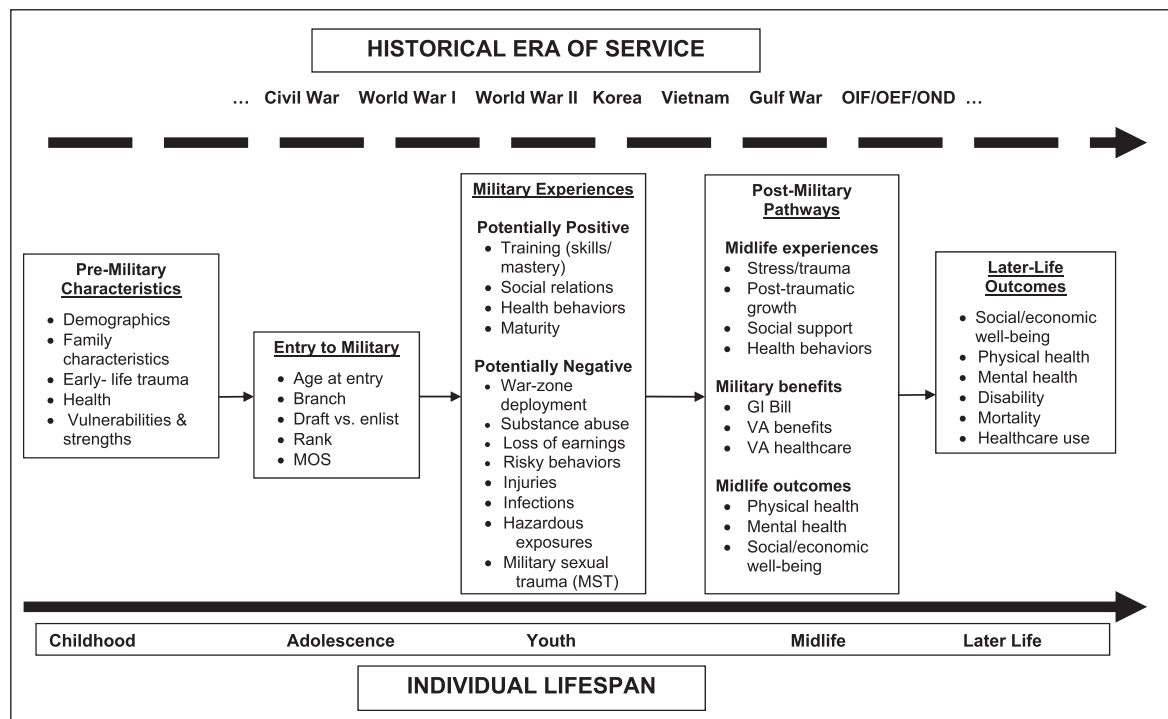 HISTORICAL ERA OF SERVICE
… Civil War World War I World War II Korea Vietnam Gulf War OIF/OEF/OND …
Pre-Military
Characteristics
• Demographics
• Family
characteristics
• Early- life trauma
• Health
• Vulnerabilities &
strengths
Entry to Military
• Age at entry
• Branch
• Draft vs. enlist
• Rank
• MOS
Military Experiences
Potentially Positive
• Training (skills/
mastery)
• Social relations
• Health behaviors
• Maturity
Potentially Negative
• War-zone
deployment
• Substance abuse
• Loss of earnings
• Risky behaviors
• Injuries
• Infections
• Hazardous
exposures
• Military sexual
trauma (MST)
Post-Military
Pathways
Midlife experiences
• Stress/trauma
• Post-traumatic
growth
• Social support
• Health behaviors
Military benefits
• GI Bill
• VA benefits
• VA healthcare
Midlife outcomes
• Physical health
• Mental health
• Social/economic
well-being
Later-Life
Outcomes
• Social/economic
well-being
• Physical health
• Mental health
• Disability
• Mortality
• Healthcare use
Childhood Adolescence Youth Midlife Later Life
INDIVIDUAL LIFESPAN